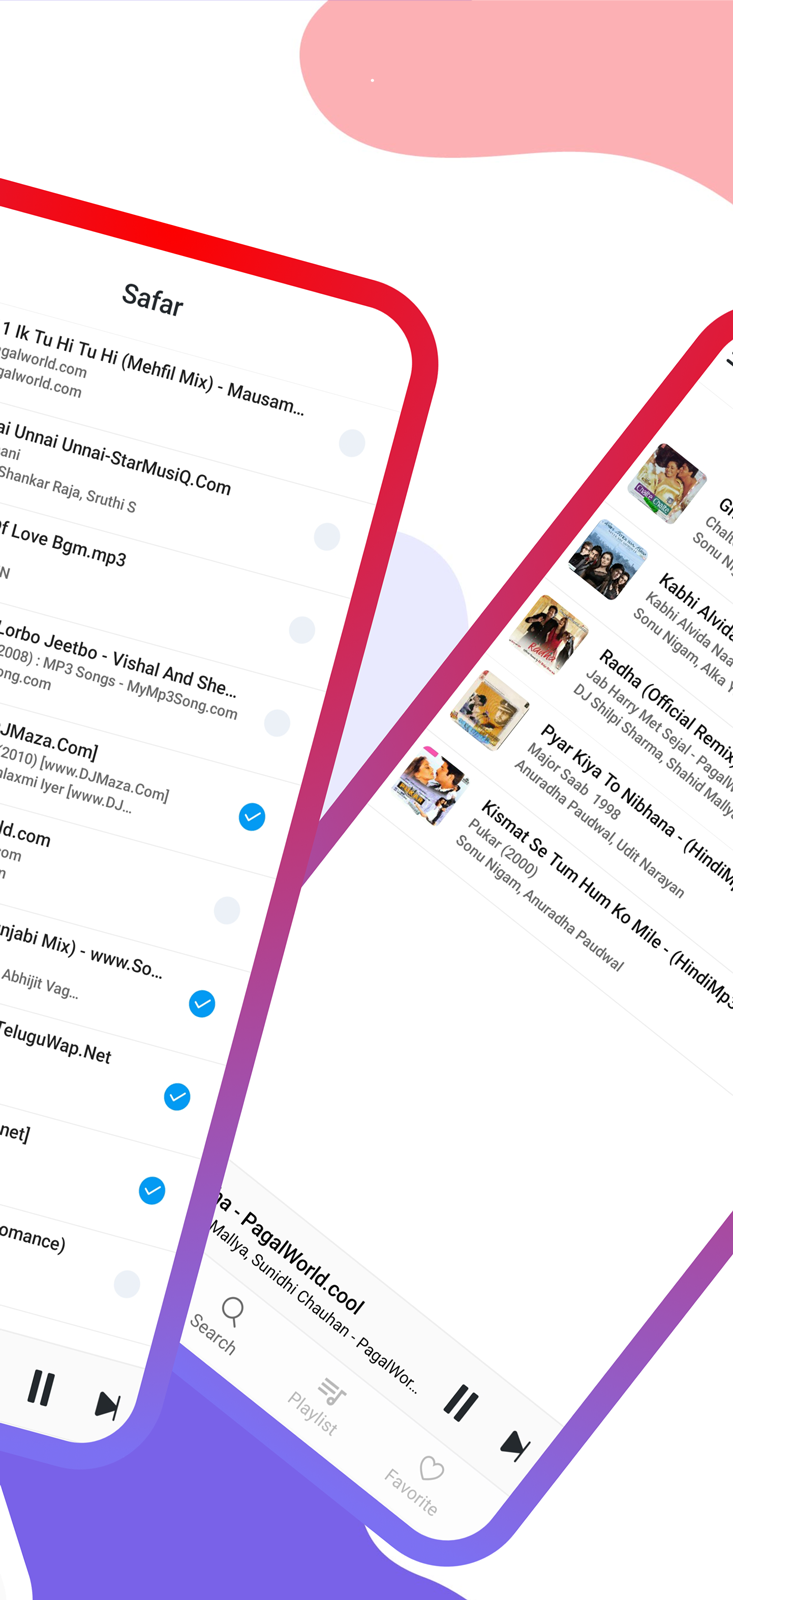 Safar
1 Ik Tu Hi Tu Hi (Mehfil Mix) - Mausam...
galworld.com
galworld.com
ai Unnai Unnai-StarMusiQ.Com
ani
Shankar Raja, Sruthi S
Of Love Bgm.mp3
N
Lorbo Jeetbo - Vishal And She...
2008) : MP3 Songs - MyMp3Song.com
ong.com
DJMaza.Com]
(2010) [www.DJMaza.Com]
alaxmi Iyer [www.DJ...
ld.com
om
n
njabi Mix) - www.So...
Abhijit Vag...
TeluguWap.Net
net]
omance)
Chaht
Sonu Nig
Kabhi Alvida
Kabhi Alvida Naa
Sonu Nigam, Alka Y
Radha (Official Remix)
Jab Harry Met Sejal - Pagalw
DJ Shilpi Sharma, Shahid Mallya
Pyar Kiya To Nibhana - (HindiM
Major Saab 1998
Anuradha Paudwal, Udit Narayan
Kismat Se Tum Hum Ko Mile - (HindiMp3
Pukar (2000)
Sonu Nigam, Anuradha Paudwal
na - PagalWorld.cool
Mallya, Sunidhi Chauhan - PagalWor...
Search
Playlist
Favorite